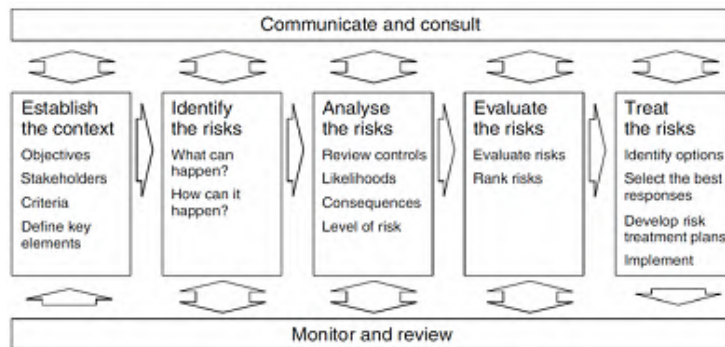 Communicate and consult
Establish
the context
Objectives
Stakeholders
Criteria
Define key
elements
Identify
the risks
What can
happen?
How can it
happen?
Analyse
the risks
Review controls
Likelihoods
Consequences
Level of risk
Evaluate
the risks
Evaluate risks
Rank risks
Treat
the risks
Identify options
Select the best
responses
Develop risk
treatment plans
Implement
Monitor and review